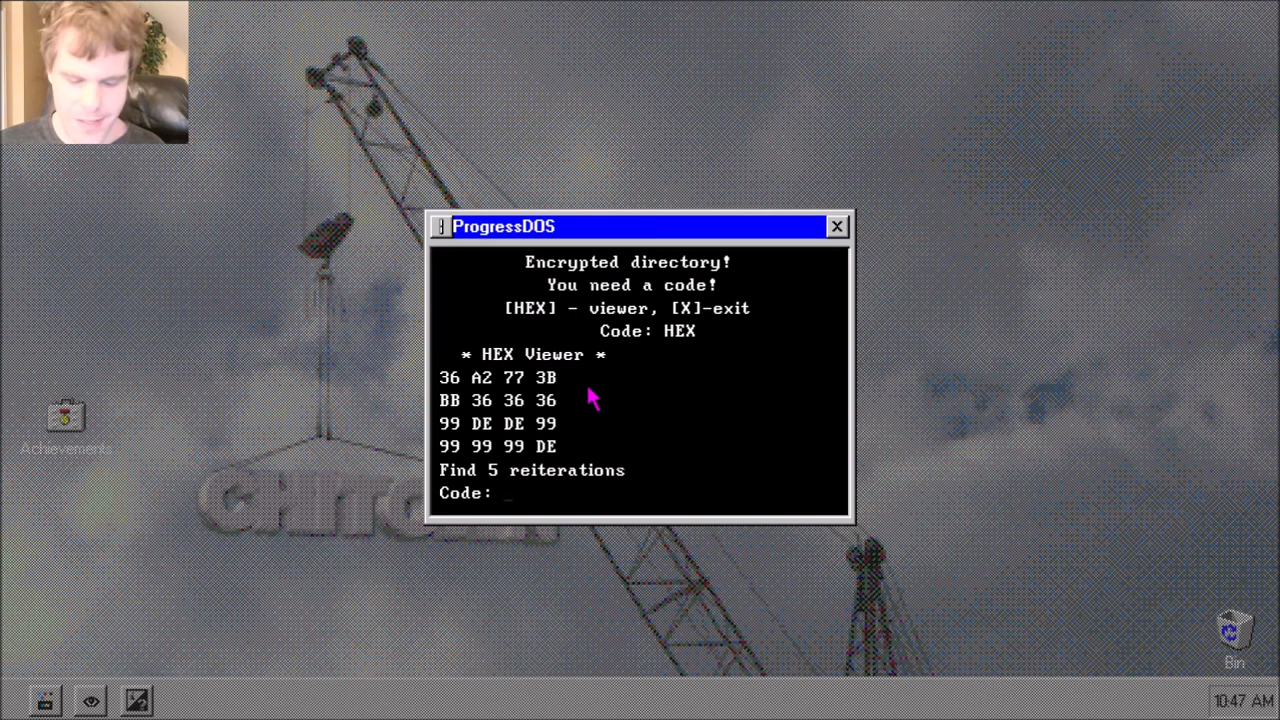 ProgressDOS
Encrypted directory!
You need a code!
[HEX] - viewer, [X]-exit
Code: HEX
* HEX Viewer *
36 A2 77 3B
BB 36 36 36
99 DE DE 99
99 99 99 DE
Find 5 reiterations
Code: _
Achievements
Bin
10:47 AM